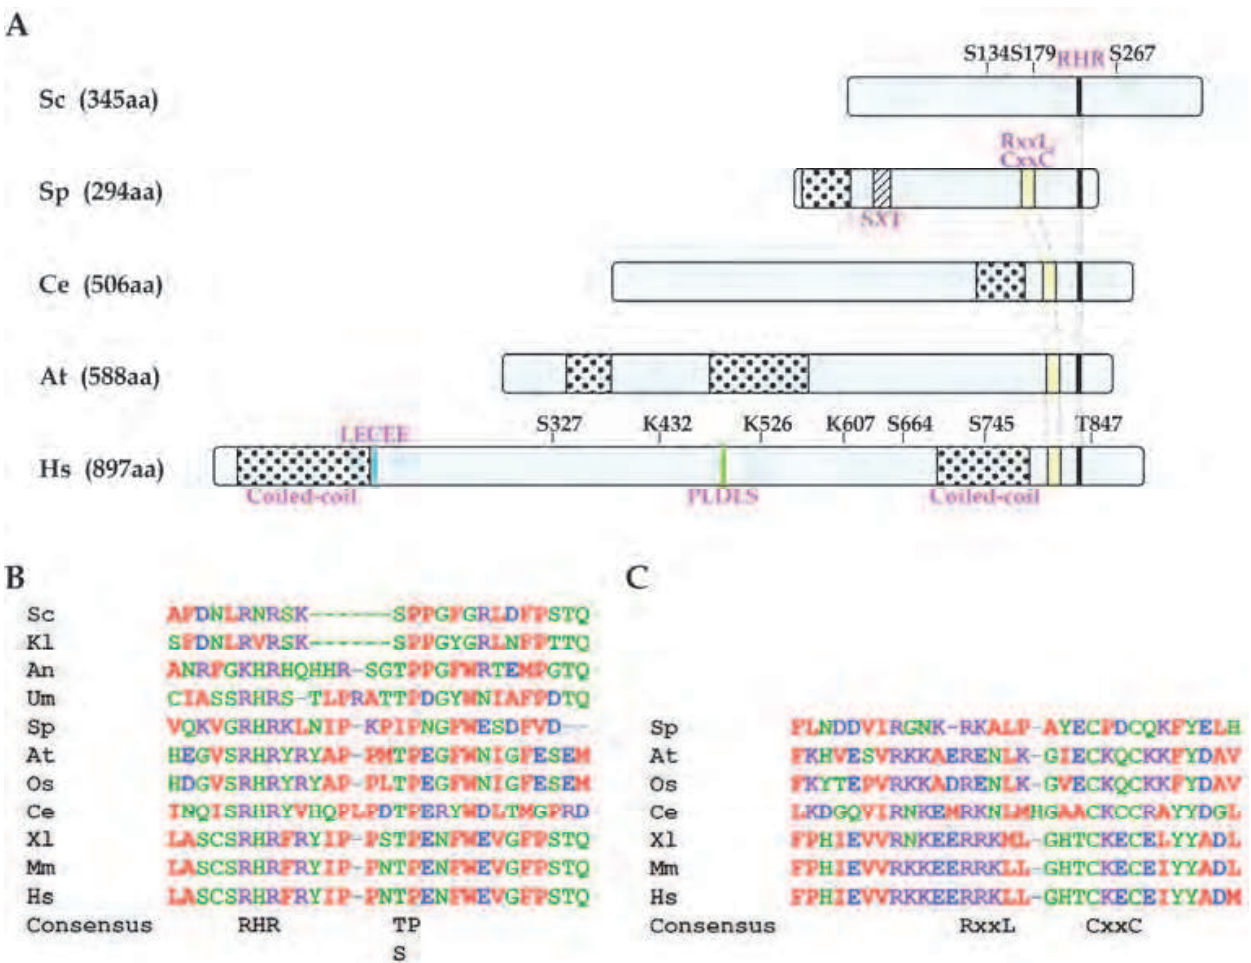 A
S134 S179 RHR S267
Sc (345aa)
RxxL
CxxC
Sp (294aa)
SXT
Ce (506aa)
At (588aa)
S327 K432 K526 K607 S664 S745 T847
LECEE
Hs (897aa)
Coiled-coil PLDLS Coiled-coil
B
Sc AFDNLRNRSK--------SPPGFGRLDFPSTQ
Kl SFDNLRVRSK--------SPPGYGRLNFPTTQ
An ANRFGKHRHQHHR-SGTPPGFWRTEMPGTQ
Um CIASSRHRS-TLPRATTPDGYWNIAFPDTQ
Sp VQKVGRHRKLNIP-KPIPNGFWESDFVD--
At HEGVSRHRYRYAP-PMTPEGFWNIGFESEM
Os HDGVSRHRYRYAP-PLTPEGFWNIGFESEM
Ce INQISRHRYVHQPLPDTPERYWDLTMGPRD
Xl LASCSRHRFRYIP-PSTPENFWEVGFPSTQ
Mm LASCSRHRFRYIP-PNTPENFWEVGFPSTQ
Hs LASCSRHRFRYIP-PNTPENFWEVGFPSTQ
Consensus RHR TP
S
C
Sp FLNDDVIRGNK-RKALP-AYECPDCQKFYELH
At FKHVESVRKKAERENLK-GIECKQCKKFYDAV
Os FKYTEPVRKKADRENLK-GVECKQCKKFYDAV
Ce LKDGQVIRNKEMRKNLMHGAACKCCRAYYDGL
Xl FPHIEVVRNKEERRKML-GHTCKECELYYADL
Mm FPHIEVVRKKEERRKLL-GHTCKECEIYYADL
Hs FPHIEVVRKKEERRKLL-GHTCKECEIYYADM
Consensus RxxL CxxC